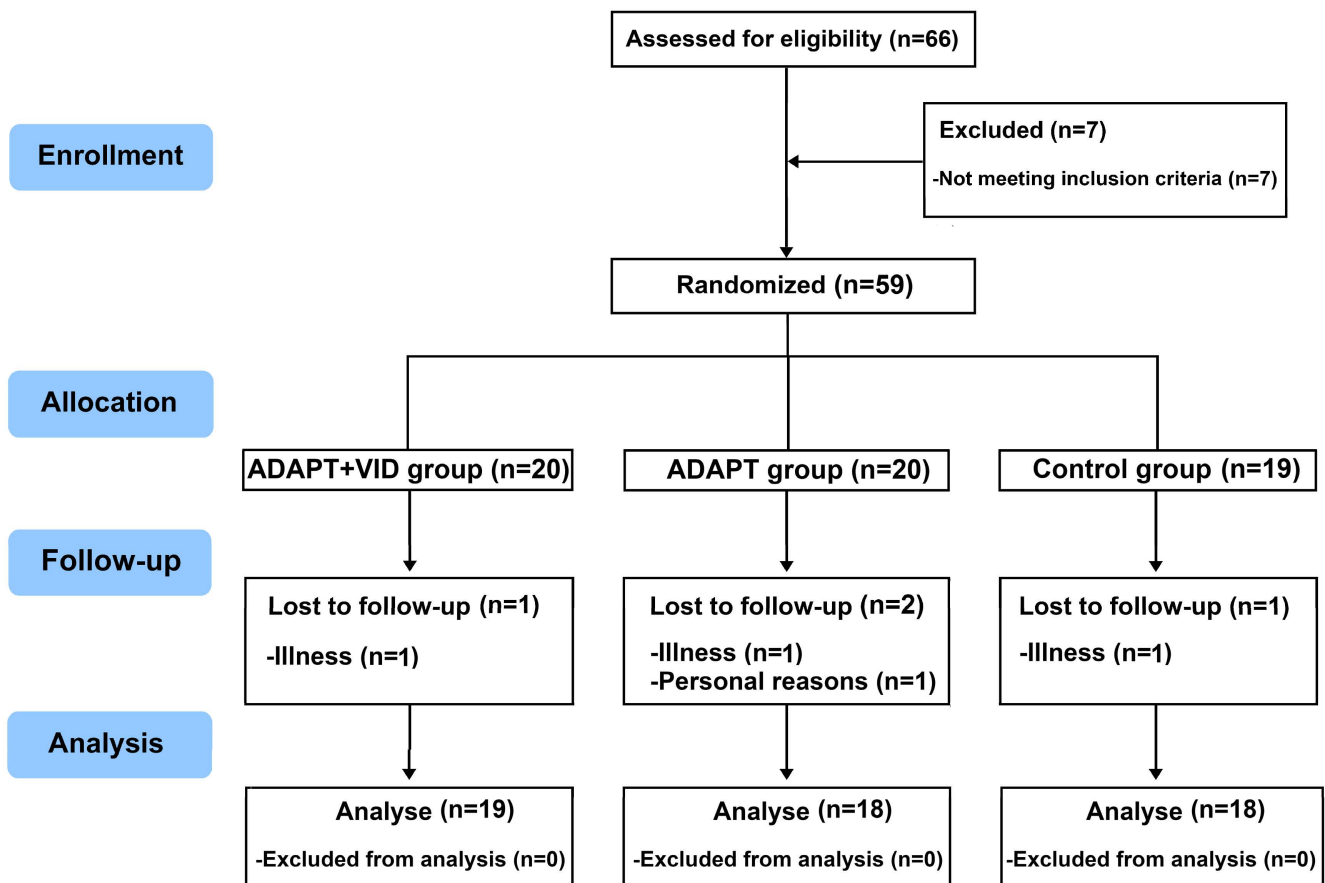 Assessed for eligibility (n=66)
Enrollment
Excluded (n=7)
-Not meeting inclusion criteria (n=7)
Randomized (n=59)
Allocation
ADAPT+VID group (n=20)
ADAPT group (n=20)
Control group (n=19)
Follow-up
Lost to follow-up (n=1)
-Illness (n=1)
Lost to follow-up (n=2)
-Illness (n=1)
-Personal reasons (n=1)
Lost to follow-up (n=1)
-Illness (n=1)
Analysis
Analyse (n=19)
-Excluded from analysis (n=0)
Analyse (n=18)
-Excluded from analysis (n=0)
Analyse (n=18)
-Excluded from analysis (n=0)